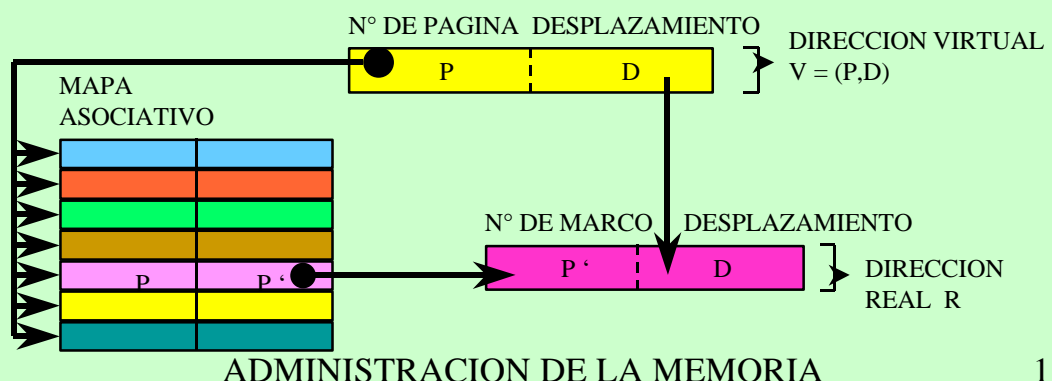 N° DE PAGINA DESPLAZAMIENTO
P D
DIRECCION VIRTUAL
V = (P,D)
MAPA
ASOCIATIVO
N° DE MARCO DESPLAZAMIENTO
P P ‘
P ‘ D
DIRECCION
REAL R
ADMINISTRACION DE LA MEMORIA 1